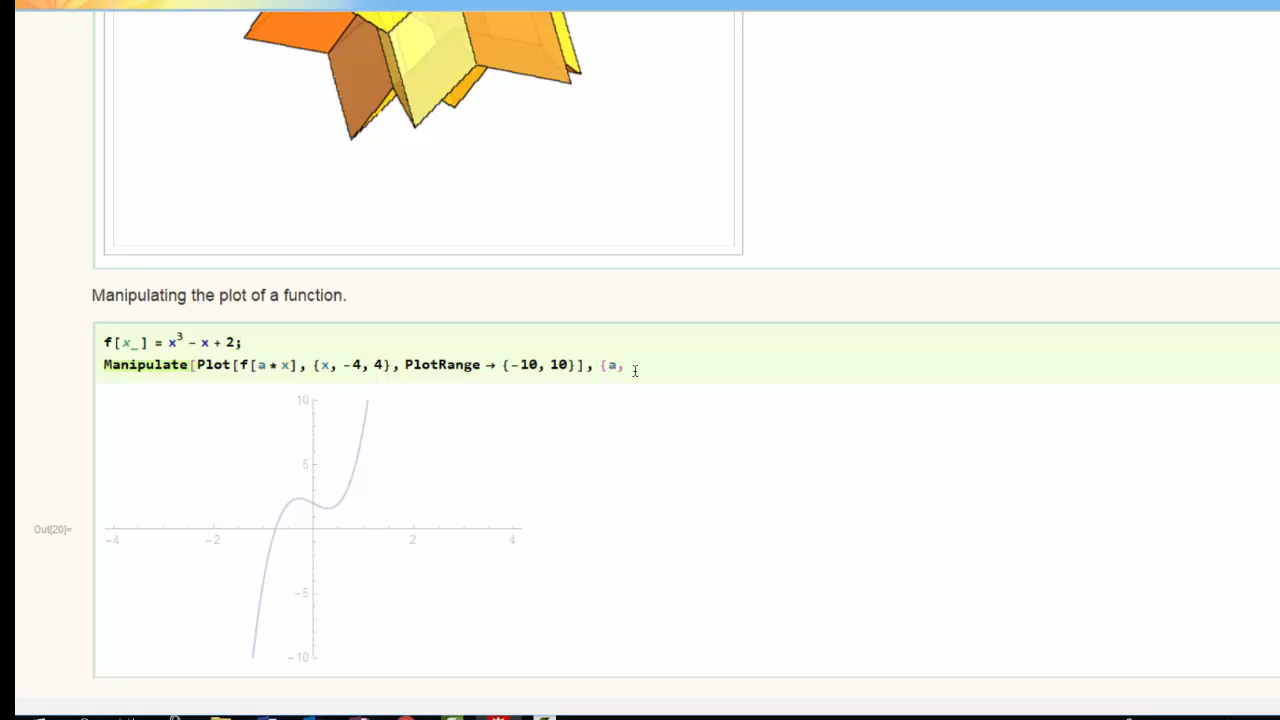 Manipulating the plot of a function.
f[x_] = x³ - x + 2;
Manipulate[Plot[f[a * x], {x, -4, 4}, PlotRange → {-10, 10}], {a,
10
5
Out[20]=
-4
-2
2
4
-5
-10